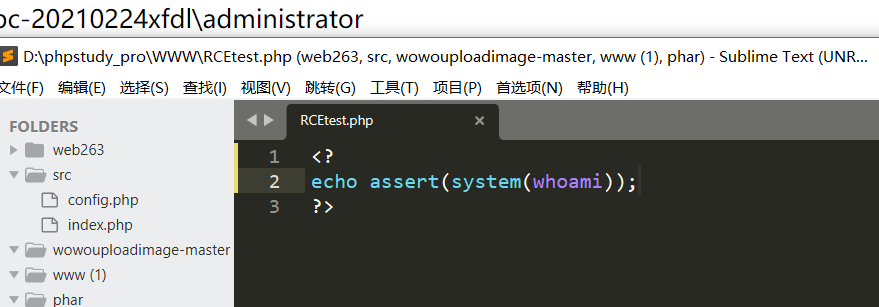 pc-20210224xfdl\administrator
D:\phpstudy_pro\WWW\RCEtest.php (web263, src, wowouploadimage-master, www (1), phar) - Sublime Text (UNR...
文件(F) 编辑(E) 选择(S) 查找(I) 视图(V) 跳转(G) 工具(T) 项目(P) 首选项(N) 帮助(H)
FOLDERS
web263
src
config.php
index.php
wowouploadimage-master
www (1)
phar
RCEtest.php
1 <?
2 echo assert(system(whoami));
3 ?>